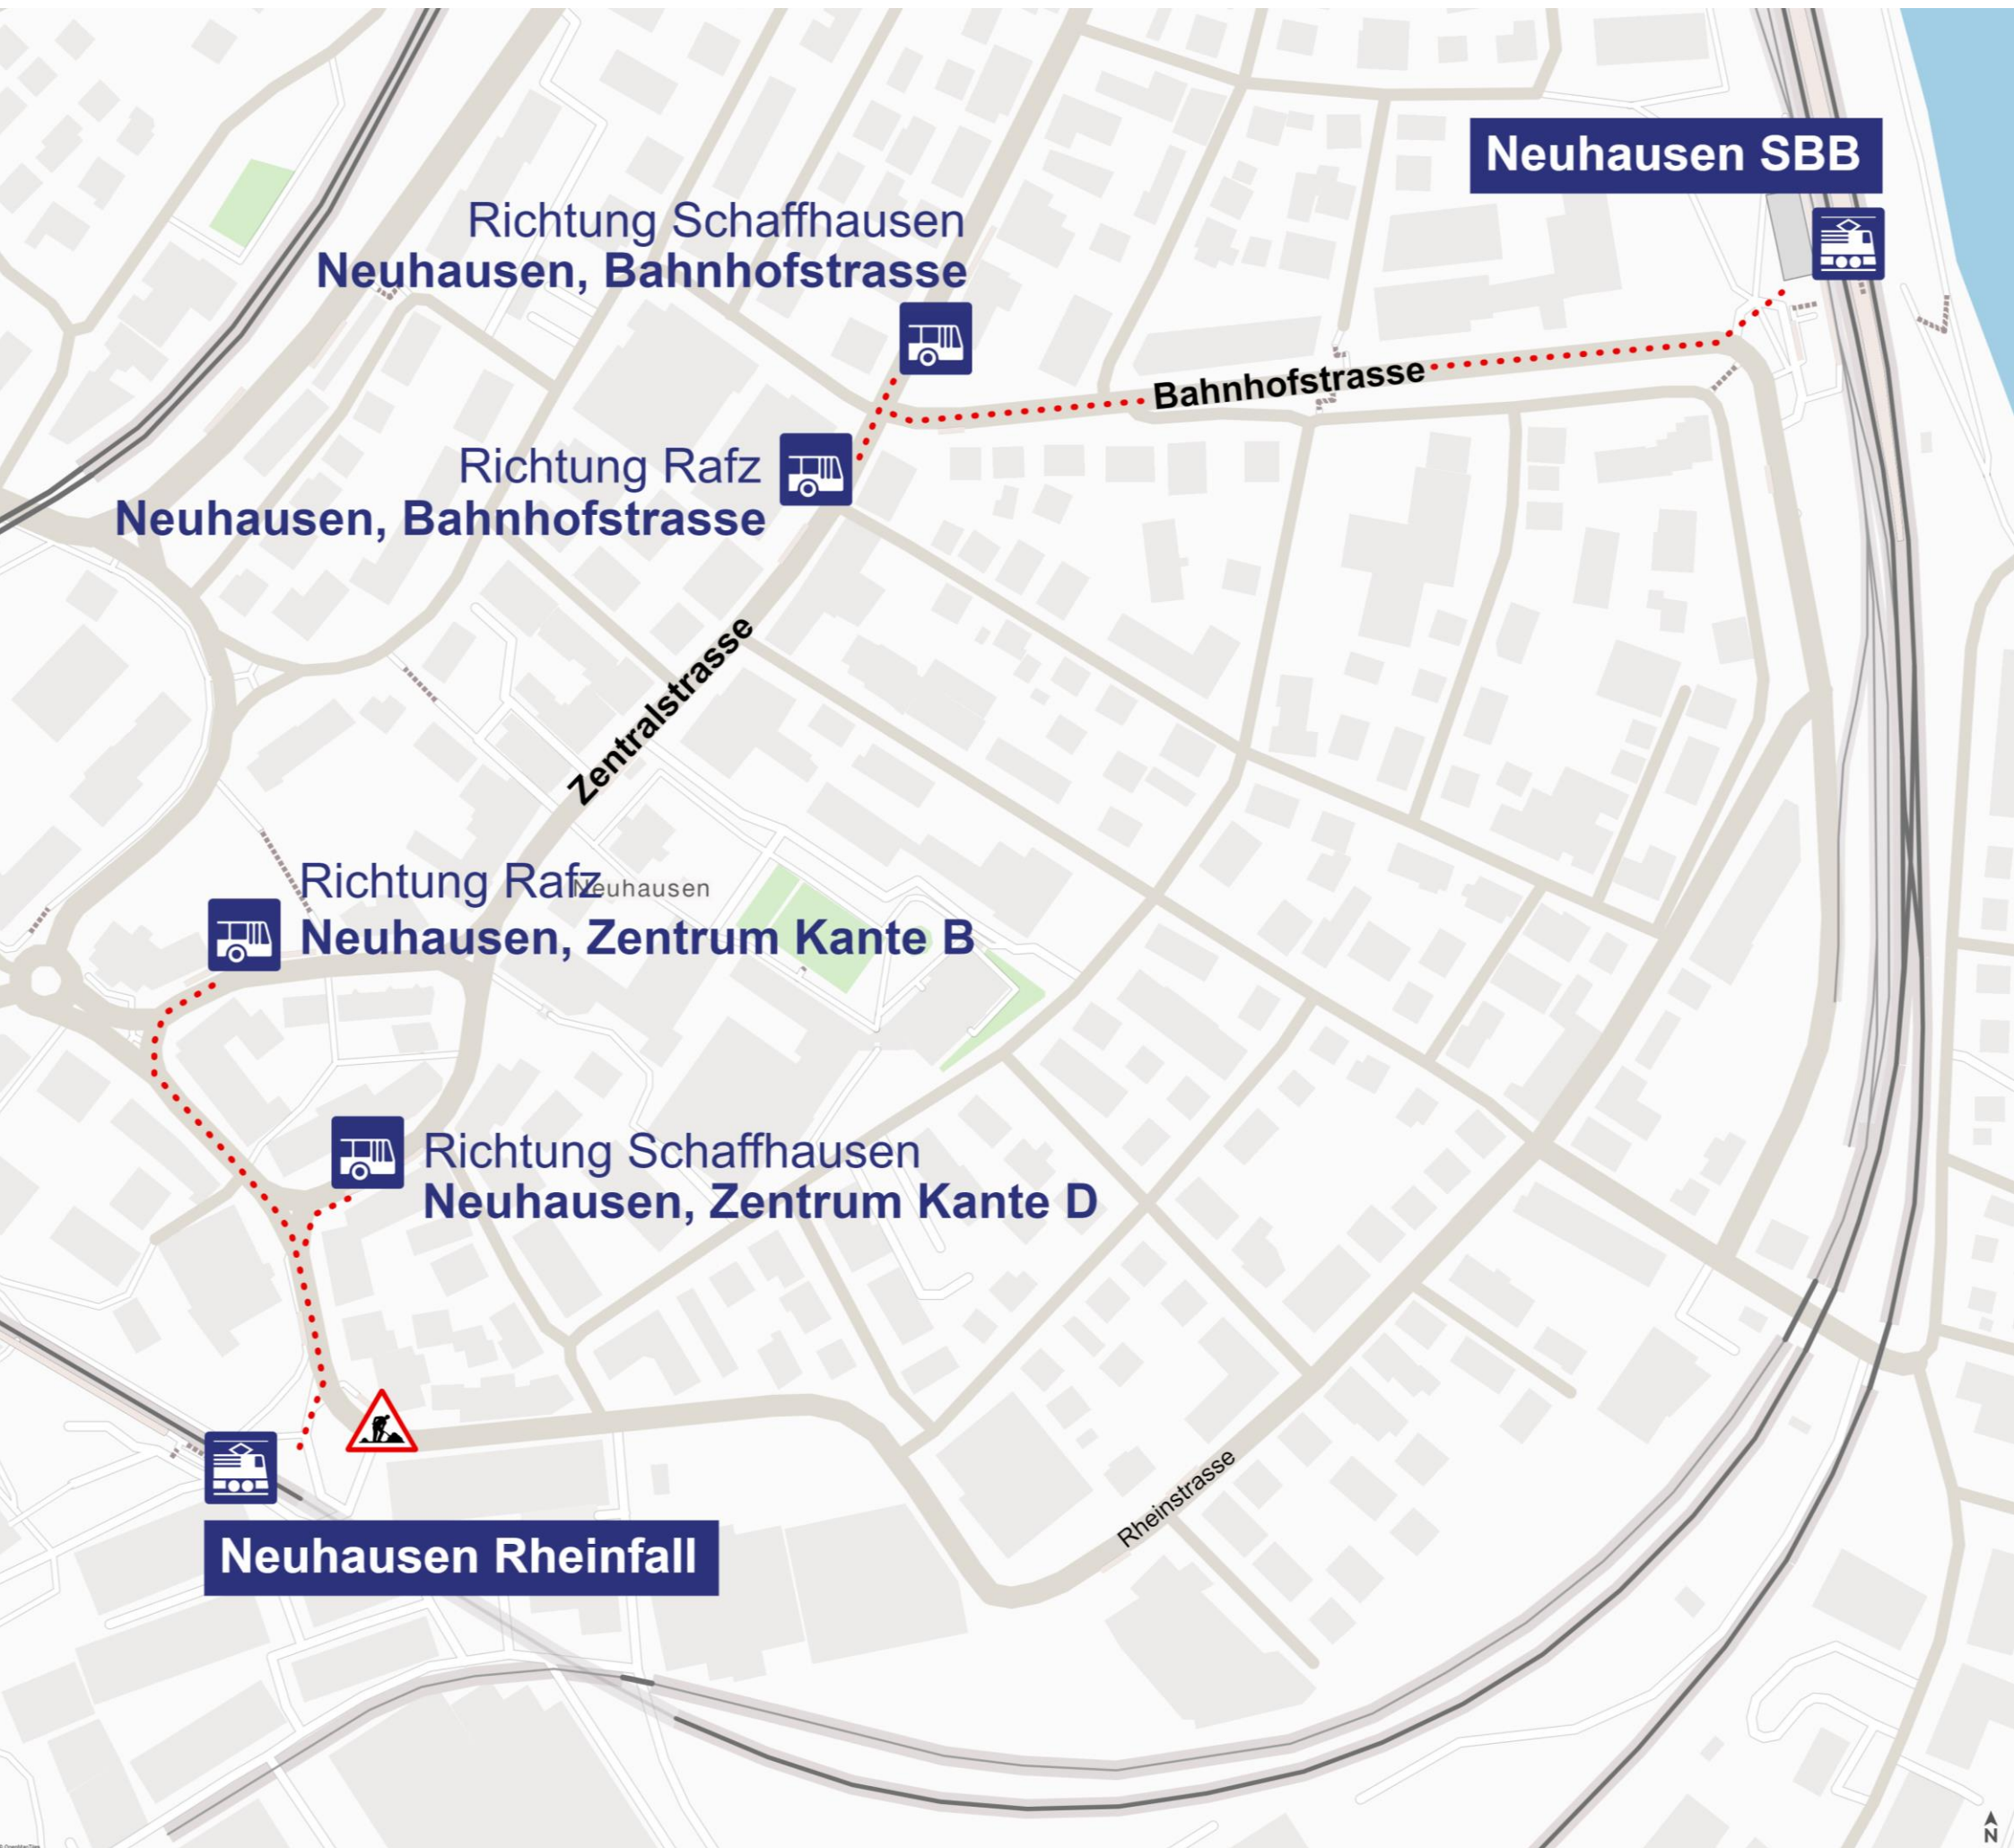 Neuhausen SBB
Richtung Schaffhausen
Neuhausen, Bahnhofstrasse
Bahnhofstrasse
Richtung Rafz
Neuhausen, Bahnhofstrasse
Zentralstrasse
Richtung Rafz
Neuhausen
Neuhausen, Zentrum Kante B
Richtung Schaffhausen
Neuhausen, Zentrum Kante D
Rheinstrasse
Neuhausen Rheinfall
N